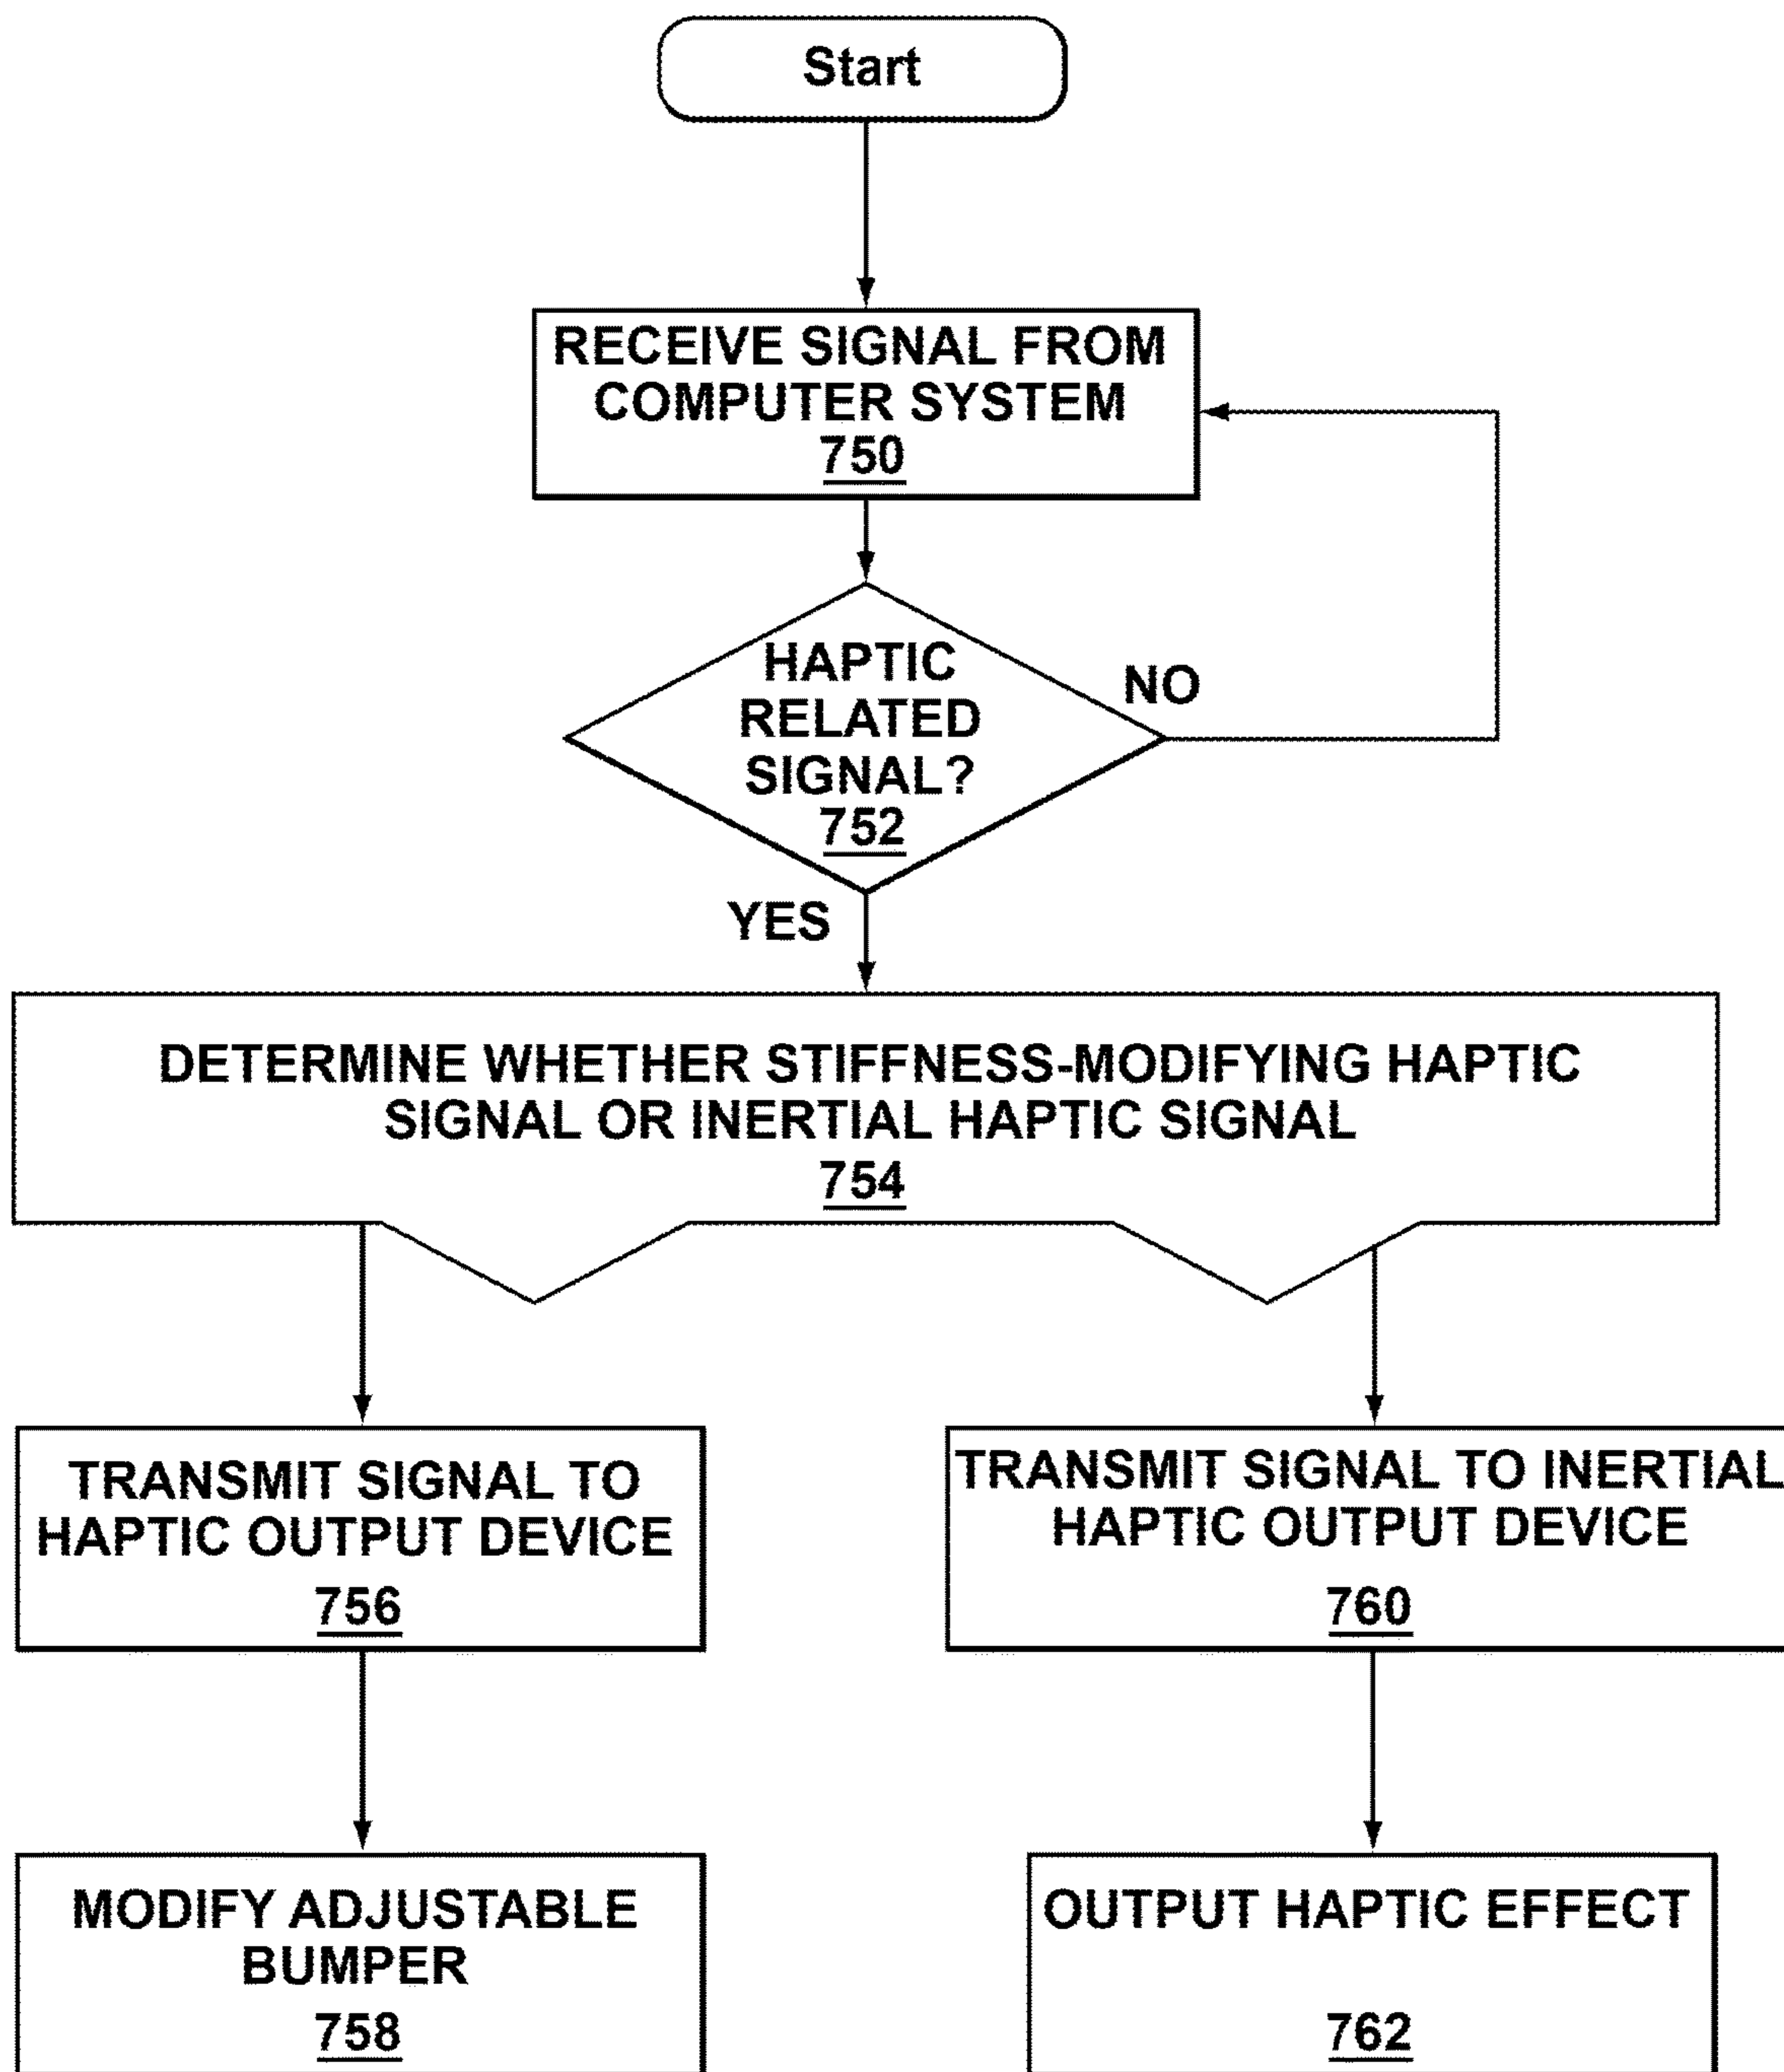 Start
RECEIVE SIGNAL FROM
COMPUTER SYSTEM
750
HAPTIC
RELATED
SIGNAL?
752
NO
YES
DETERMINE WHETHER STIFFNESS-MODIFYING HAPTIC
SIGNAL OR INERTIAL HAPTIC SIGNAL
754
TRANSMIT SIGNAL TO
HAPTIC OUTPUT DEVICE
756
TRANSMIT SIGNAL TO INERTIAL
HAPTIC OUTPUT DEVICE
760
MODIFY ADJUSTABLE
BUMPER
758
OUTPUT HAPTIC EFFECT
762